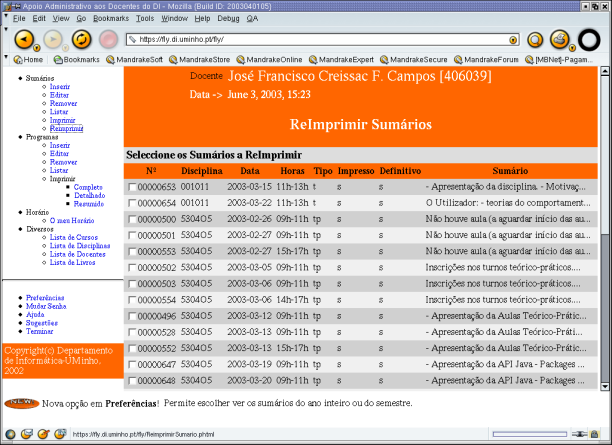 Apoio Administrativo aos Docentes do DI - Mozilla {Build ID: 2003040105}
File Edit View Go Bookmarks Tools Window Help Debug QA
https://fly.di.uminho.pt/fly/
Home Bookmarks MandrakeSoft MandrakeStore MandrakeOnline MandrakeExpert MandrakeSecure MandrakeForum [MBNet]-Pagam...
Sumários
Inserir
Editar
Remover
Listar
Imprimir
Reimprimir
Programas
Inserir
Editar
Remover
Listar
Imprimir
Completo
Detalhado
Resumido
Horário
O meu Horário
Diversos
Lista de Cursos
Lista de Disciplinas
Lista de Docentes
Lista de Livros
Preferências
Mudar Senha
Ajuda
Sugestões
Terminar
Copyright(c) Departamento
de Informática-UMinho,
2002
Docente José Francisco Creissac F. Campos [406039]
Data -> June 3, 2003, 15:23
ReImprimir Sumários
Seleccione os Sumários a ReImprimir
Nº Disciplina Data Horas Tipo Impresso Definitivo Sumário
00000653 001011 2003-03-15 11h-13h t s s - Apresentação da disciplina. - Motivaç...
00000654 001011 2003-03-22 11h-13h t s s O Utilizador: - teorias do comportament...
00000500 5304O5 2003-02-26 09h-11h tp s s Não houve aula (a aguardar início das au...
00000501 5304O5 2003-02-27 09h-11h tp s s Não houve aula (a aguardar início das au...
00000553 5304O5 2003-02-27 15h-17h tp s s Não houve aula (a aguardar início das au...
00000502 5304O5 2003-03-05 09h-11h tp s s Inscrições nos turnos teórico-práticos....
00000503 5304O5 2003-03-06 09h-11h tp s s Inscrições nos turnos teórico-práticos....
00000554 5304O5 2003-03-06 14h-17h tp s s Inscrições nos turnos teórico-práticos....
00000496 5304O5 2003-03-12 09h-11h tp s s - Apresentação da Aulas Teórico-Prátic...
00000528 5304O5 2003-03-13 09h-11h tp s s - Apresentação da Aulas Teórico-Práti...
00000552 5304O5 2003-03-13 15h-17h tp s s - Apresentação da Aulas Teórico-Prátic...
00000647 5304O5 2003-03-19 09h-11h tp s s - Apresentação da API Java - Packages ...
00000648 5304O5 2003-03-20 09h-11h tp s s - Apresentação da API Java - Packages ...
NEW Nova opção em Preferências! Permite escolher ver os sumários do ano inteiro ou do semestre.
https://fly.di.uminho.pt/fly/ReimprimirSumario.phtml